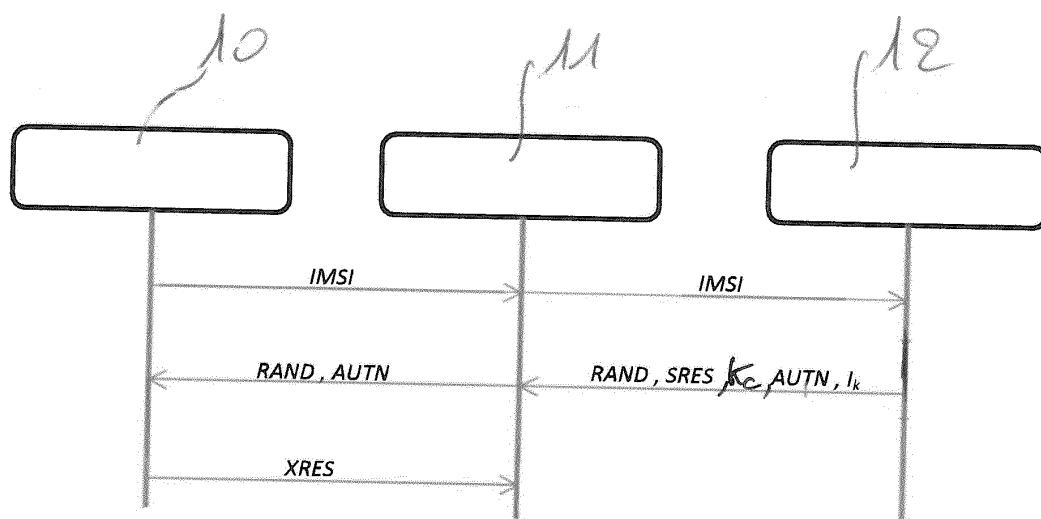 10
11
12
IMSI
IMSI
RAND , AUTN
RAND , SRES ,Kc, AUTN , Ik
XRES